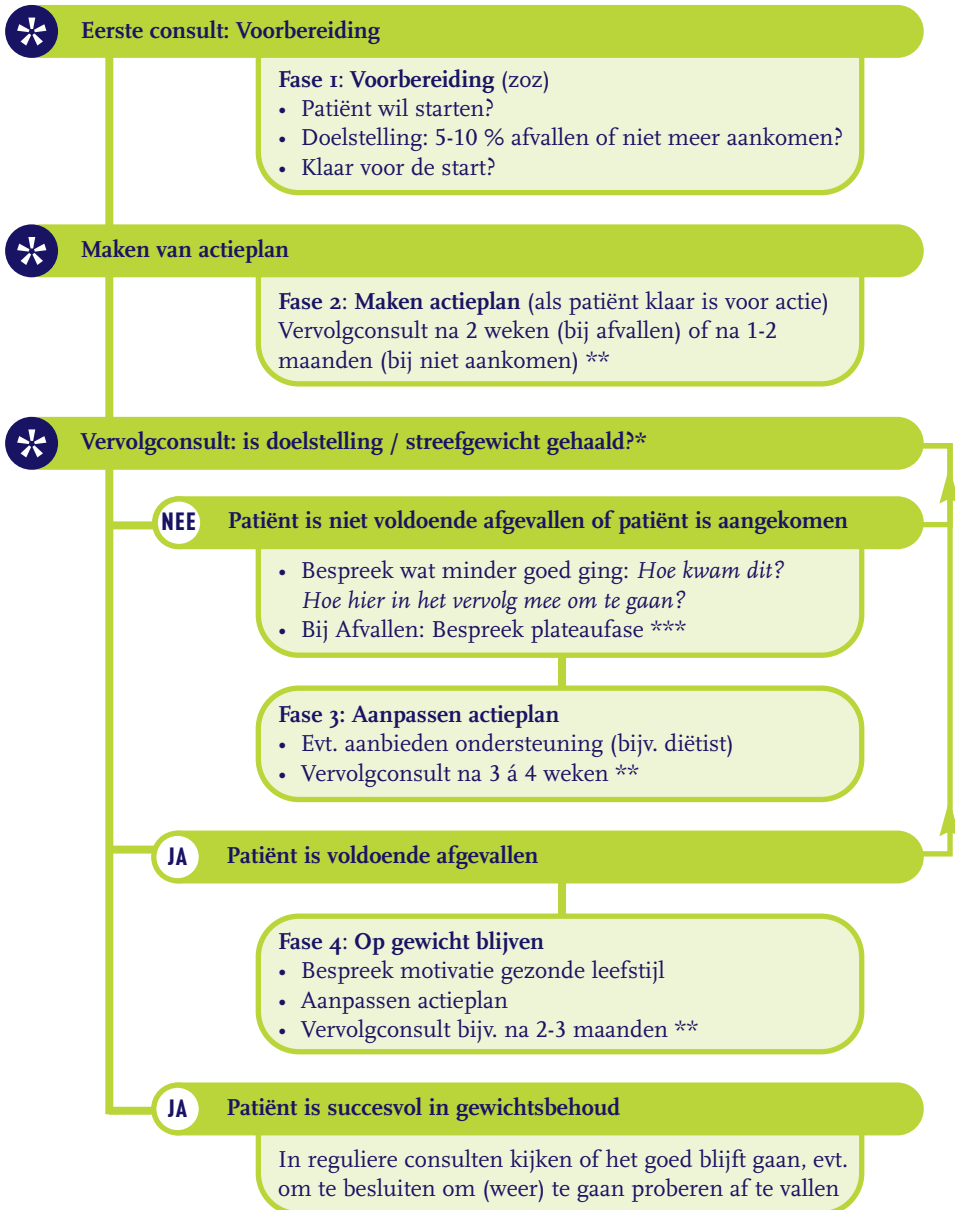 Eerste consult: Voorbereiding
Fase 1: Voorbereiding (zoz)
• Patiënt wil starten?
• Doelstelling: 5-10 % afvallen of niet meer aankomen?
• Klaar voor de start?
Maken van actieplan
Fase 2: Maken actieplan (als patiënt klaar is voor actie)
Vervolgconsult na 2 weken (bij afvallen) of na 1-2
maanden (bij niet aankomen) **
Vervolgconsult: is doelstelling / streefgewicht gehaald?*
NEE Patiënt is niet voldoende afgevallen of patiënt is aangekomen
• Bespreek wat minder goed ging: Hoe kwam dit?
Hoe hier in het vervolg mee om te gaan?
• Bij Afvallen: Bespreek plateaufase ***
Fase 3: Aanpassen actieplan
• Evt. aanbieden ondersteuning (bijv. diëtist)
• Vervolgconsult na 3 á 4 weken **
JA Patiënt is voldoende afgevallen
Fase 4: Op gewicht blijven
• Bespreek motivatie gezonde leefstijl
• Aanpassen actieplan
• Vervolgconsult bijv. na 2-3 maanden **
JA Patiënt is succesvol in gewichtsbehoud
In reguliere consulten kijken of het goed blijft gaan, evt.
om te besluiten om (weer) te gaan proberen af te vallen